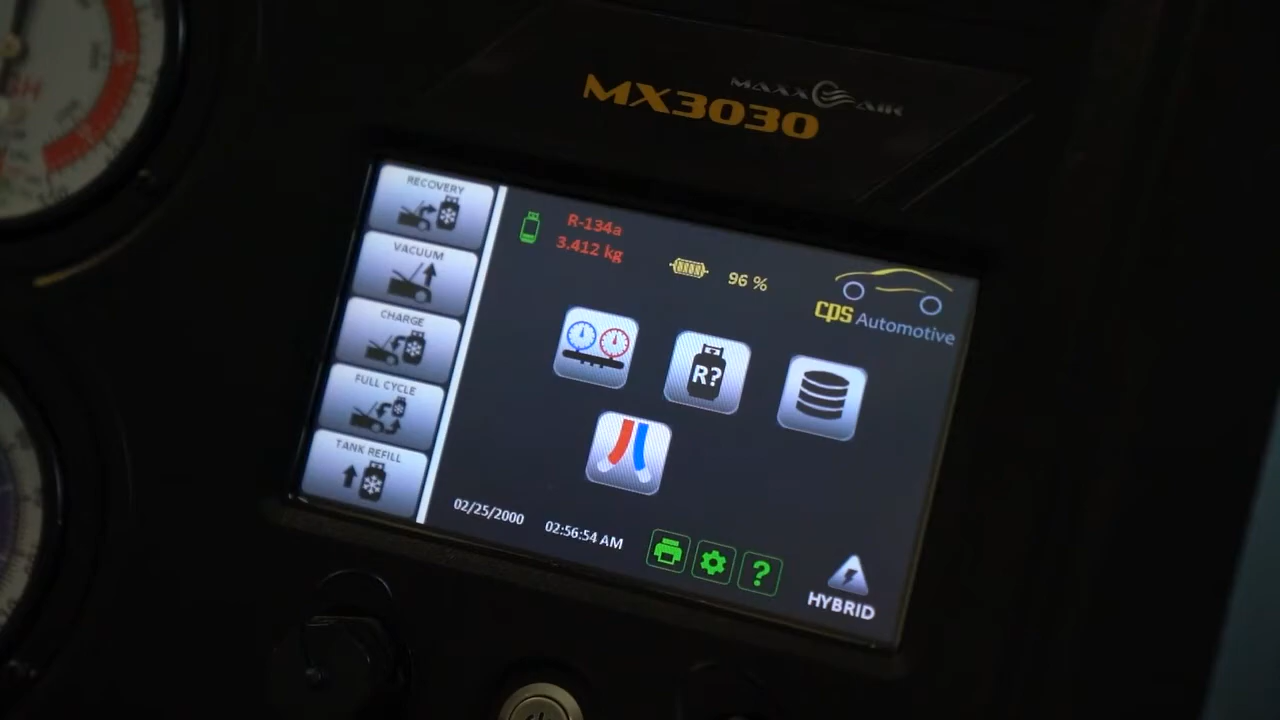 MAXX AIR
MX3030
RECOVERY
VACUUM
CHARGE
FULL CYCLE
TANK REFILL
R-134a
3.412 kg
96 %
cps Automotive
R?
02/25/2000
02:56:54 AM
?
HYBRID